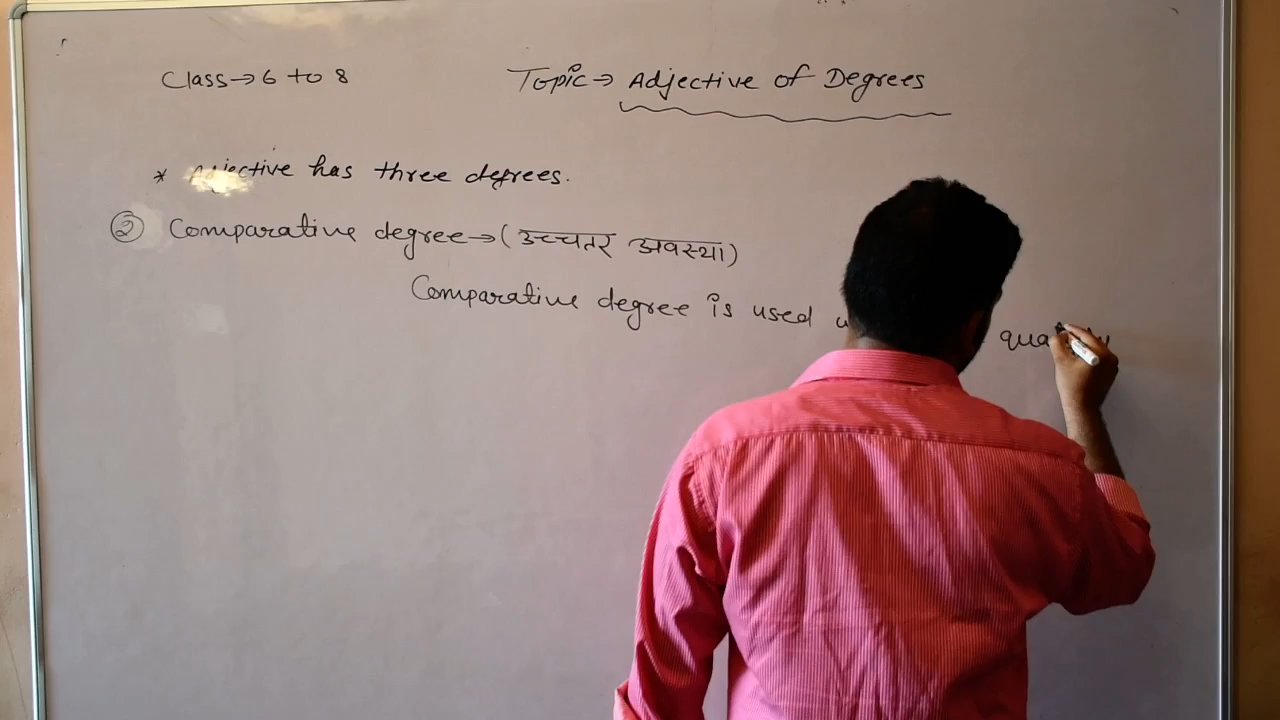 Class→6 to 8
Topic→ Adjective of Degrees
* Adjective has three degrees.
② Comparative degree→(उच्चतर अवस्था)
Comparative degree is used